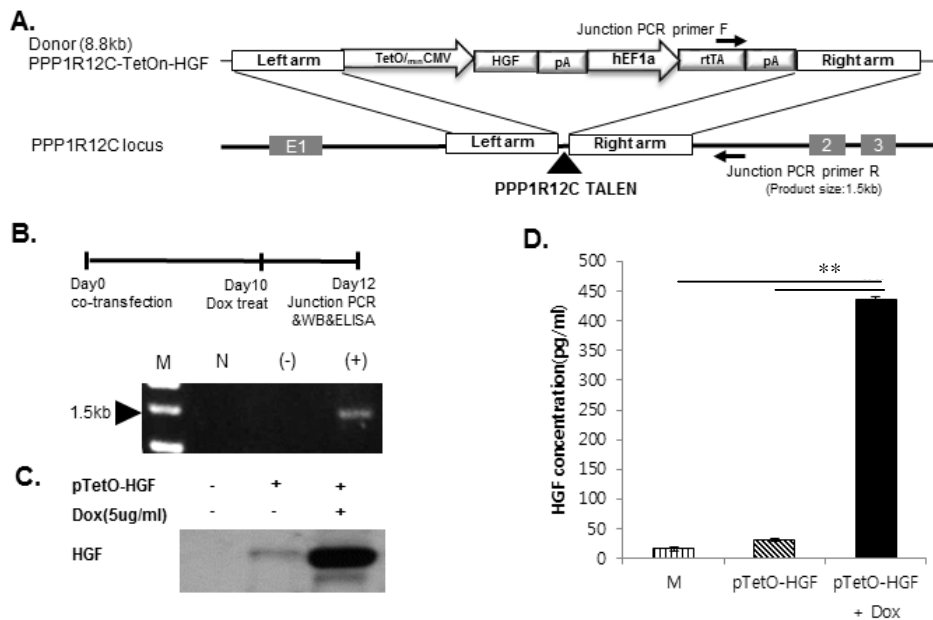 A.
Junction PCR primer F
Donor (8.8kb)
PPP1R12C-TetOn-HGF
Left arm
TetO/minCMV
HGF
pA
hEF1a
rtTA
pA
Right arm
PPP1R12C locus
E1
Left arm
Right arm
2
3
PPP1R12C TALEN
Junction PCR primer R
(Product size:1.5kb)
B.
Day0
co-transfection
Day10
Dox treat
Day12
Junction PCR
&WB&ELISA
M N (-) (+)
1.5kb
C.
pTetO-HGF - + +
Dox(5ug/ml) - - +
HGF
D.
HGF concentration(pg/ml)
500
450
400
350
300
250
200
150
100
50
0
**
M
pTetO-HGF
pTetO-HGF
+ Dox